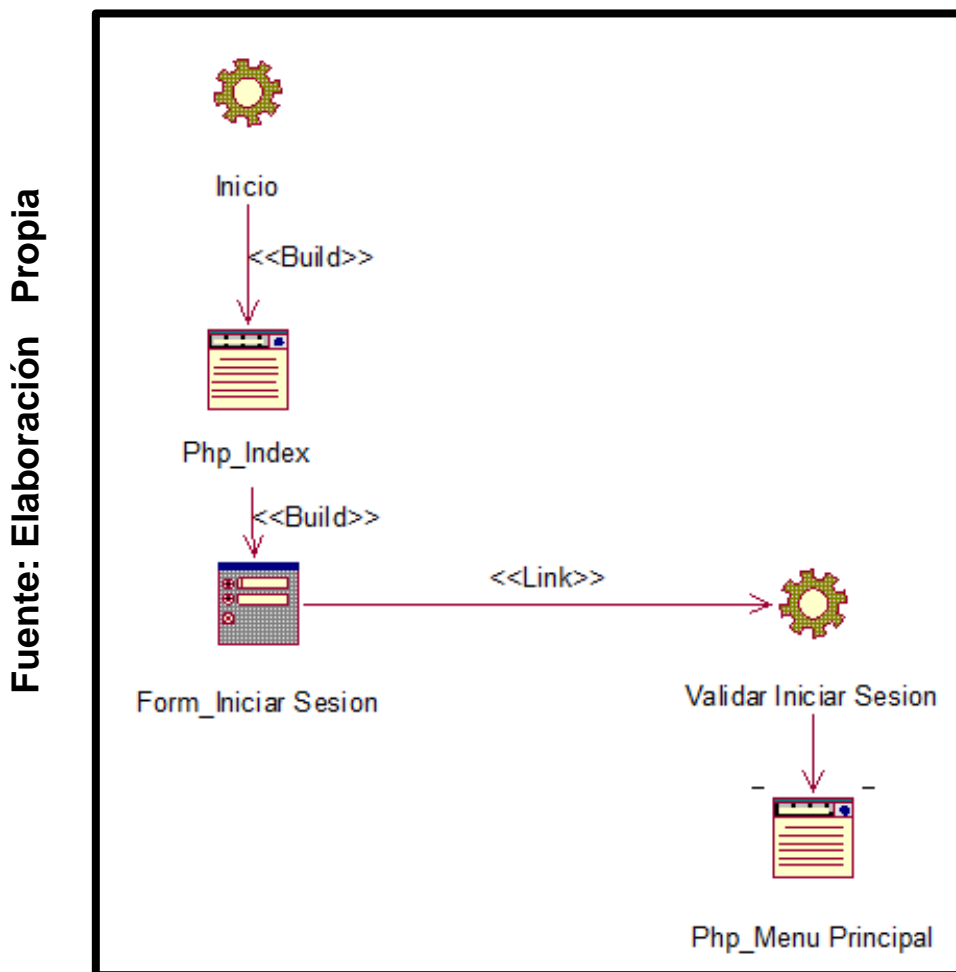 Fuente: Elaboración Propia
Inicio
<<Build>>
Php_Index
<<Build>>
Form_Iniciar Sesion
<<Link>>
Validar Iniciar Sesion
Php_Menu Principal